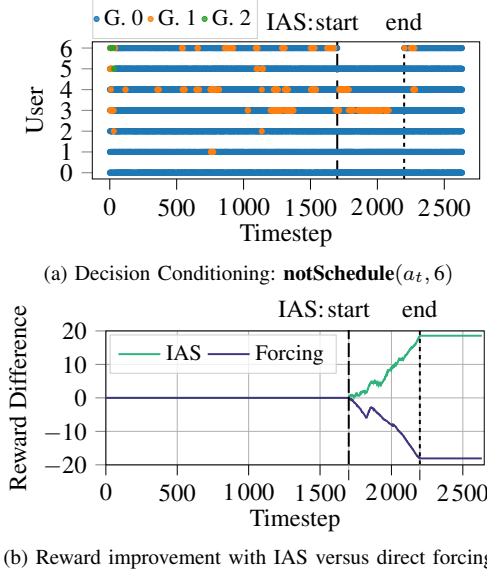 G. 0 G. 1 G. 2 IAS: start end
6
5
4
3
2
1
0
User
0 500 1 000 1 500 2 000 2 500
Timestep
(a) Decision Conditioning: notSchedule(a_t, 6)
IAS: start end
20
10
0
−10
−20
Reward Difference
IAS Forcing
0 500 1 000 1 500 2 000 2 500
Timestep
(b) Reward improvement with IAS versus direct forcing